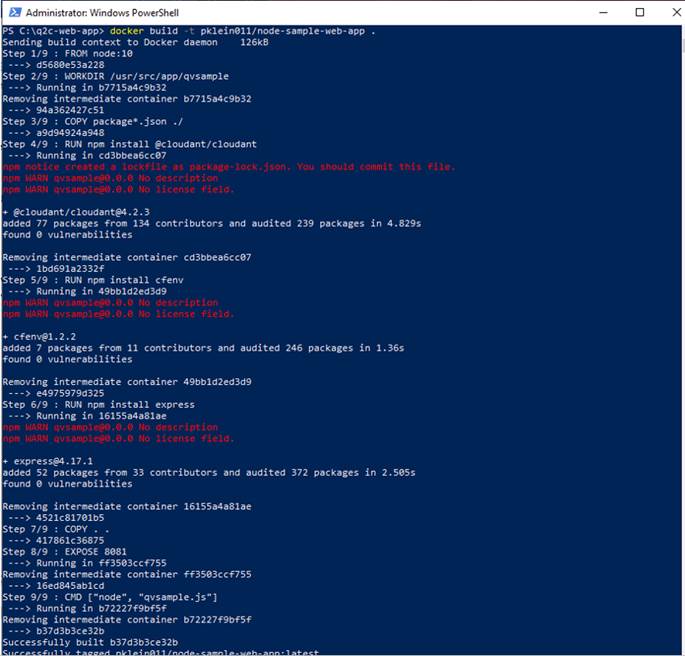 Administrator: Windows PowerShell
PS C:\q2c-web-app> docker build -t pklein011/node-sample-web-app .
Sending build context to Docker daemon    126kB
Step 1/9 : FROM node:10
 ---> d5680e53a228
Step 2/9 : WORKDIR /usr/src/app/qvsample
 ---> Running in b7715a4c9b32
Removing intermediate container b7715a4c9b32
 ---> 94a362427c51
Step 3/9 : COPY package*.json ./
 ---> a9d94924a948
Step 4/9 : RUN npm install @cloudant/cloudant
 ---> Running in cd3bbea6cc07
npm notice created a lockfile as package-lock.json. You should commit this file.
npm WARN qvsample@0.0.0 No description
npm WARN qvsample@0.0.0 No license field.
+ @cloudant/cloudant@4.2.3
added 77 packages from 134 contributors and audited 239 packages in 4.829s
found 0 vulnerabilities
Removing intermediate container cd3bbea6cc07
 ---> 1bd691a2332f
Step 5/9 : RUN npm install cfenv
 ---> Running in 49bb1d2ed3d9
npm WARN qvsample@0.0.0 No description
npm WARN qvsample@0.0.0 No license field.
+ cfenv@1.2.2
added 7 packages from 11 contributors and audited 246 packages in 1.36s
found 0 vulnerabilities
Removing intermediate container 49bb1d2ed3d9
 ---> e4975979d325
Step 6/9 : RUN npm install express
 ---> Running in 16155a4a81ae
npm WARN qvsample@0.0.0 No description
npm WARN qvsample@0.0.0 No license field.
+ express@4.17.1
added 52 packages from 33 contributors and audited 372 packages in 2.505s
found 0 vulnerabilities
Removing intermediate container 16155a4a81ae
 ---> 4521c81701b5
Step 7/9 : COPY . .
 ---> 417861c36875
Step 8/9 : EXPOSE 8081
 ---> Running in ff3503ccf755
Removing intermediate container ff3503ccf755
 ---> 16ed845ab1cd
Step 9/9 : CMD ["node", "qvsample.js"]
 ---> Running in b72227f9bf5f
Removing intermediate container b72227f9bf5f
 ---> b37d3b3ce32b
Successfully built b37d3b3ce32b
Successfully tagged pklein011/node-sample-web-app:latest